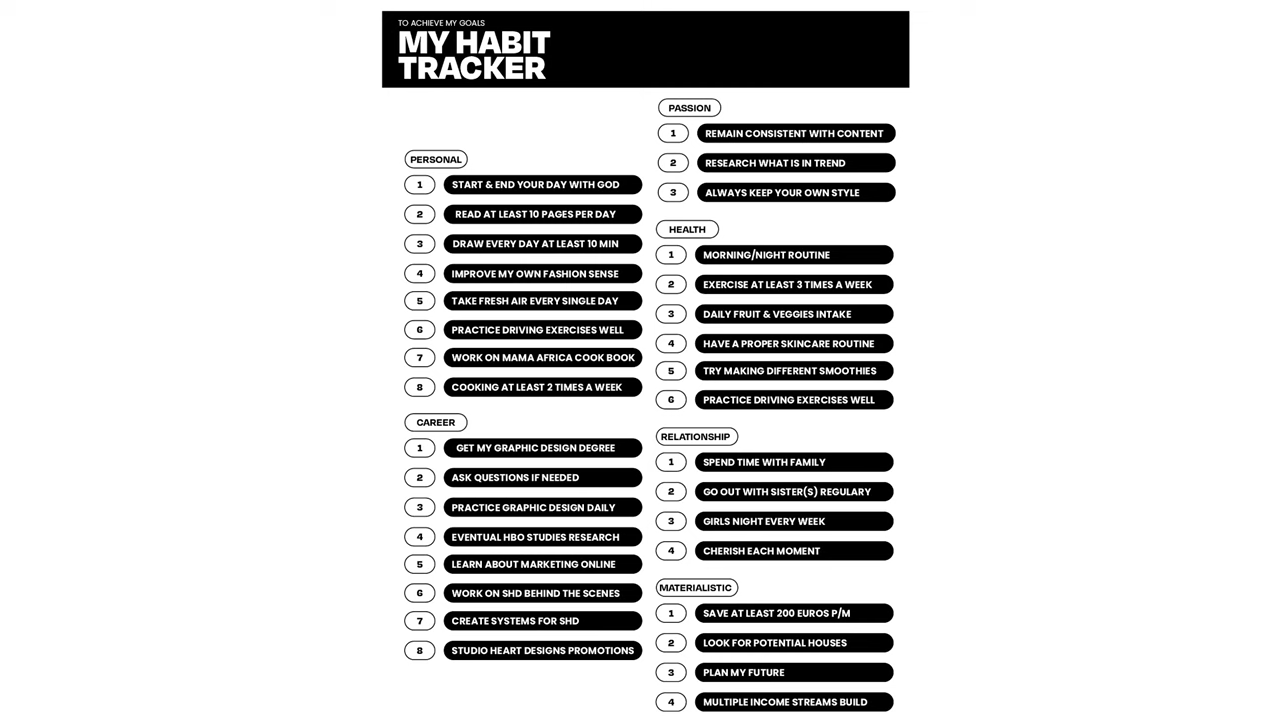 TO ACHIEVE MY GOALS
MY HABIT
TRACKER
PERSONAL
1 START & END YOUR DAY WITH GOD
2 READ AT LEAST 10 PAGES PER DAY
3 DRAW EVERY DAY AT LEAST 10 MIN
4 IMPROVE MY OWN FASHION SENSE
5 TAKE FRESH AIR EVERY SINGLE DAY
6 PRACTICE DRIVING EXERCISES WELL
7 WORK ON MAMA AFRICA COOK BOOK
8 COOKING AT LEAST 2 TIMES A WEEK
CAREER
1 GET MY GRAPHIC DESIGN DEGREE
2 ASK QUESTIONS IF NEEDED
3 PRACTICE GRAPHIC DESIGN DAILY
4 EVENTUAL HBO STUDIES RESEARCH
5 LEARN ABOUT MARKETING ONLINE
6 WORK ON SHD BEHIND THE SCENES
7 CREATE SYSTEMS FOR SHD
8 STUDIO HEART DESIGNS PROMOTIONS
PASSION
1 REMAIN CONSISTENT WITH CONTENT
2 RESEARCH WHAT IS IN TREND
3 ALWAYS KEEP YOUR OWN STYLE
HEALTH
1 MORNING/NIGHT ROUTINE
2 EXERCISE AT LEAST 3 TIMES A WEEK
3 DAILY FRUIT & VEGGIES INTAKE
4 HAVE A PROPER SKINCARE ROUTINE
5 TRY MAKING DIFFERENT SMOOTHIES
6 PRACTICE DRIVING EXERCISES WELL
RELATIONSHIP
1 SPEND TIME WITH FAMILY
2 GO OUT WITH SISTER(S) REGULARY
3 GIRLS NIGHT EVERY WEEK
4 CHERISH EACH MOMENT
MATERIALISTIC
1 SAVE AT LEAST 200 EUROS P/M
2 LOOK FOR POTENTIAL HOUSES
3 PLAN MY FUTURE
4 MULTIPLE INCOME STREAMS BUILD